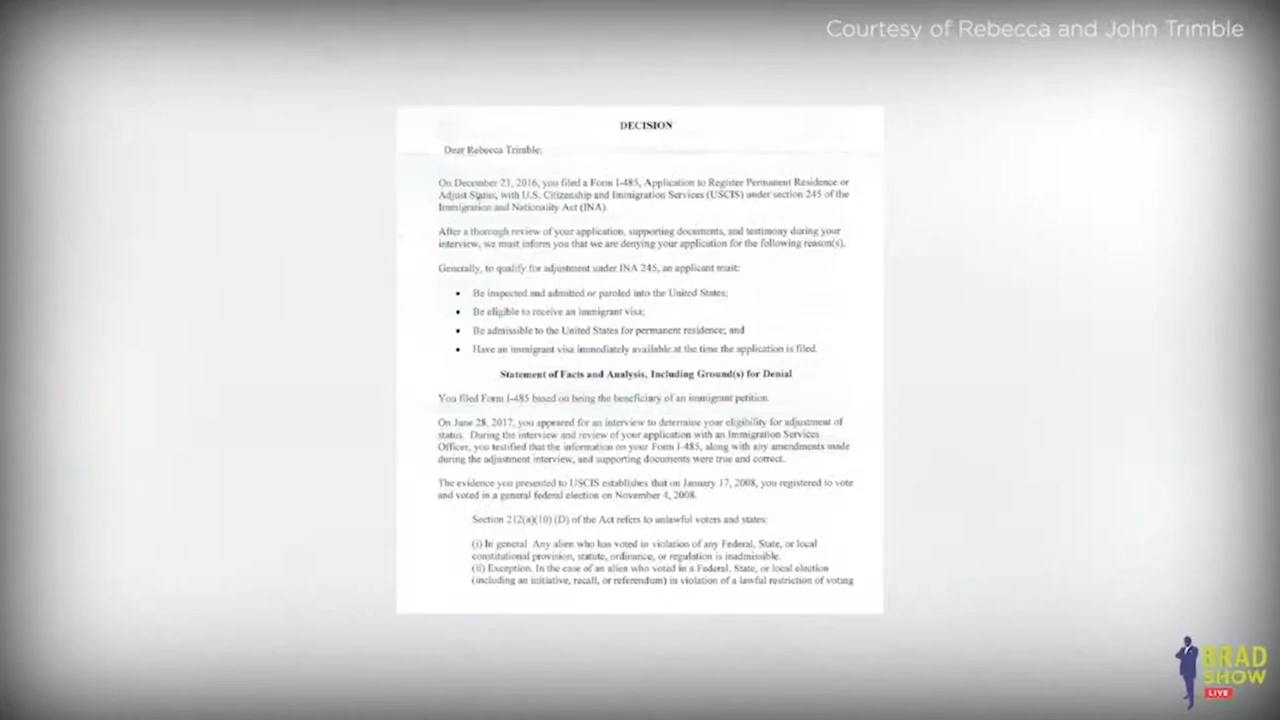 Courtesy of Rebecca and John Trimble
DECISION
Dear Rebecca Trimble:
On December 23, 2016, you filed a Form I-485, Application to Register Permanent Residence or
Adjust Status, with U.S. Citizenship and Immigration Services (USCIS) under section 245 of the
Immigration and Nationality Act (INA).
After a thorough review of your application, supporting documents, and testimony during your
interview, we must inform you that we are denying your application for the following reason(s).
Generally, to qualify for adjustment under INA 245, an applicant must:
• Be inspected and admitted or paroled into the United States;
• Be eligible to receive an immigrant visa;
• Be admissible to the United States for permanent residence; and
• Have an immigrant visa immediately available at the time the application is filed.
Statement of Facts and Analysis, Including Ground(s) for Denial
You filed Form I-485 based on being the beneficiary of an immigrant petition.
On June 28, 2017, you appeared for an interview to determine your eligibility for adjustment of
status. During the interview and review of your application with an Immigration Services
Officer, you testified that the information on your Form I-485, along with any amendments made
during the adjustment interview, and supporting documents were true and correct.
The evidence you presented to USCIS establishes that on January 17, 2008, you registered to vote
and voted in a general federal election on November 4, 2008.
Section 212(a)(10) (D) of the Act refers to unlawful voters and states:
(i) In general Any alien who has voted in violation of any Federal, State, or local
constitutional provision, statute, ordinance, or regulation is inadmissible.
(ii) Exception. In the case of an alien who voted in a Federal, State, or local election
(including an initiative, recall, or referendum) in violation of a lawful restriction of voting
BRAD
SHOW
LIVE